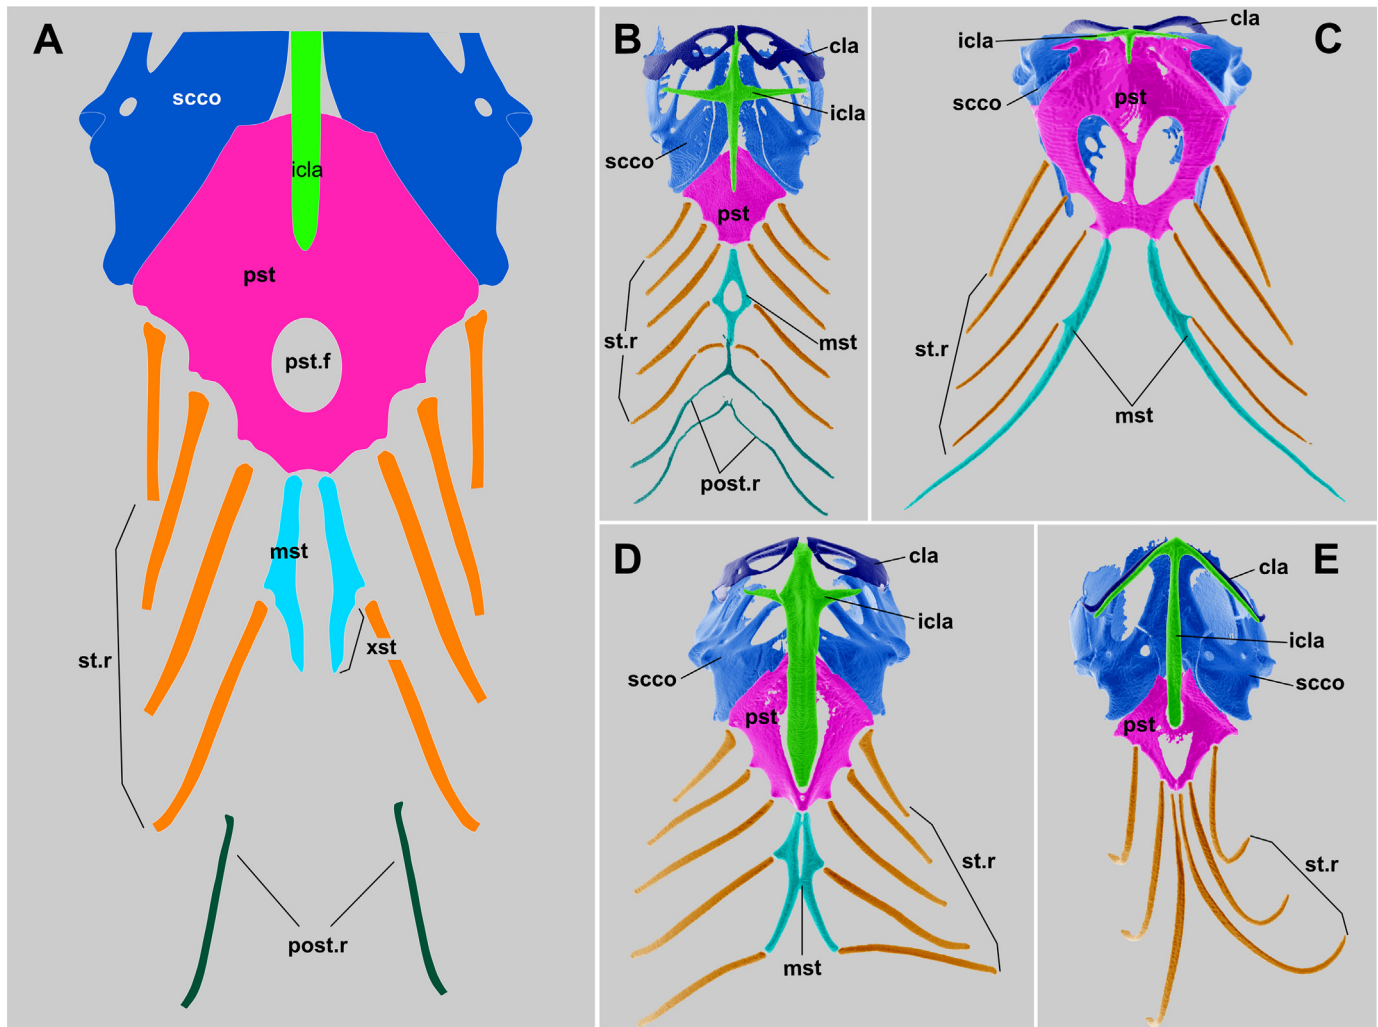 A
scco
icla
pst
pst.f
mst
xst
st.r
post.r
B
cla
icla
scco
pst
st.r
mst
post.r
C
cla
icla
scco
pst
st.r
mst
D
cla
icla
scco
pst
st.r
mst
E
cla
icla
scco
pst
st.r